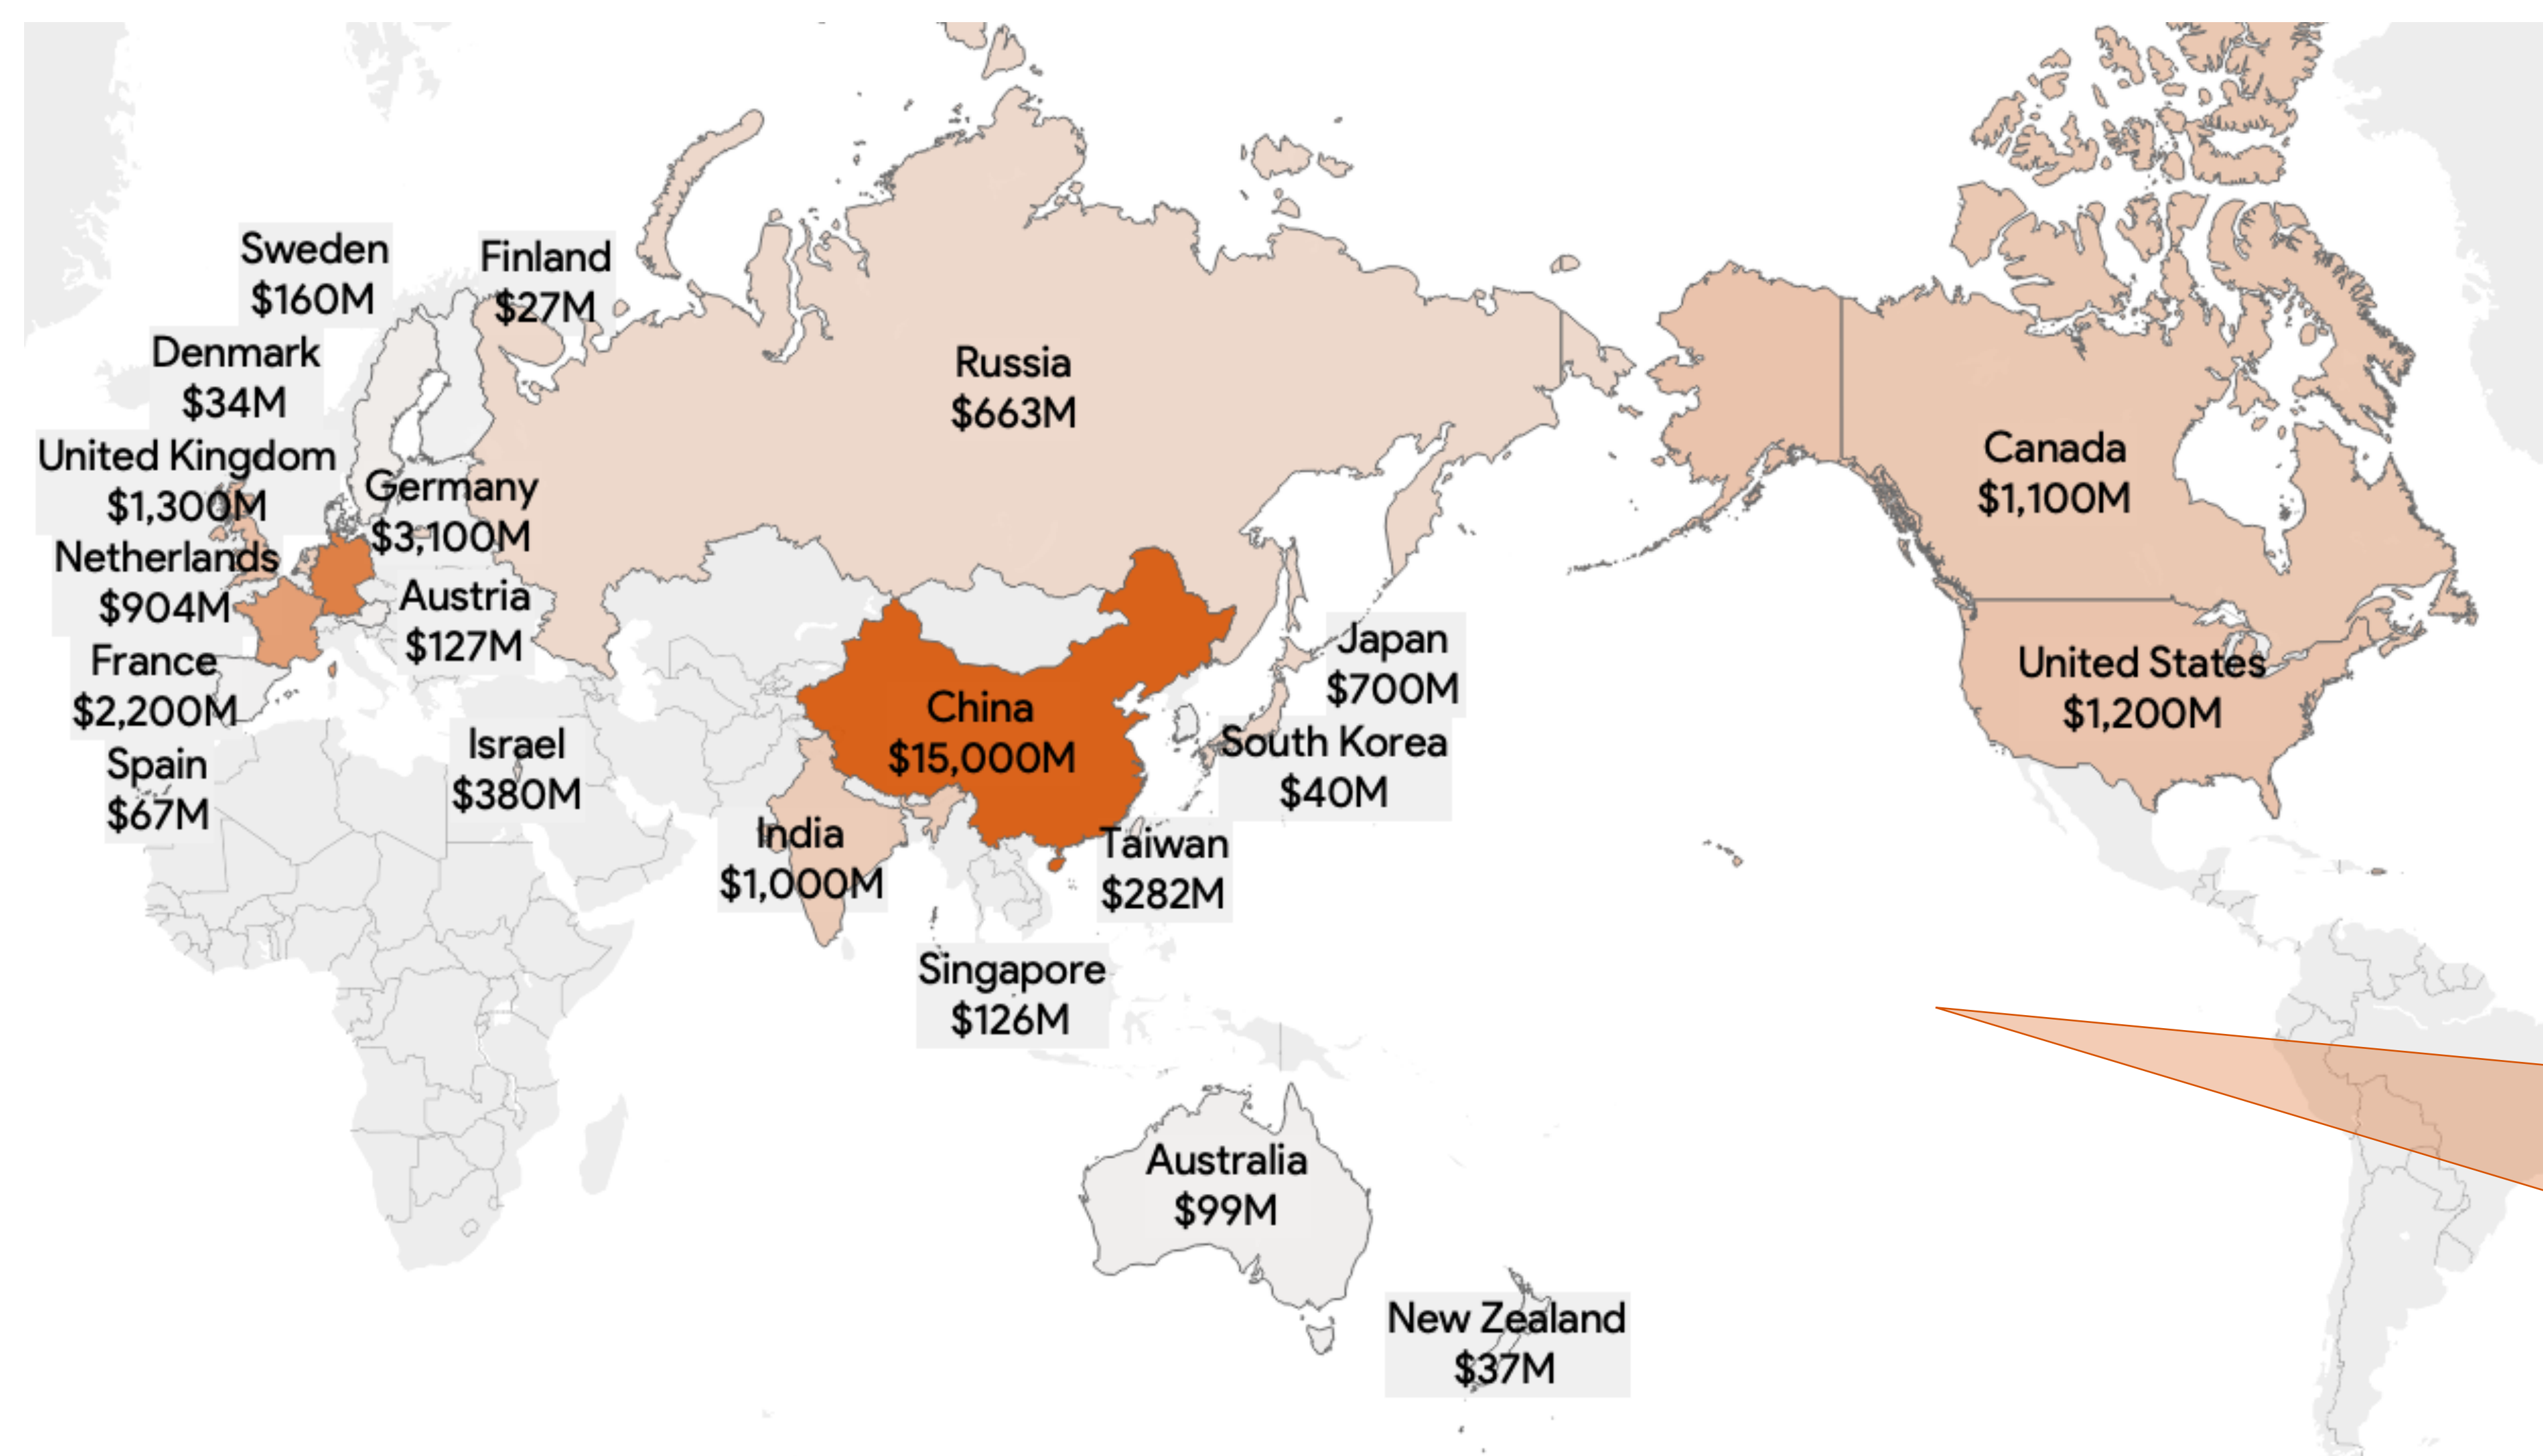 Sweden
$160M
Finland
$27M
Denmark
$34M
Russia
$663M
United Kingdom
$1,300M
Germany
$3,100M
Canada
$1,100M
Netherlands
$904M
Austria
$127M
Japan
$700M
France
$2,200M
United States
$1,200M
China
$15,000M
Israel
$380M
South Korea
$40M
Spain
$67M
India
$1,000M
Taiwan
$282M
Singapore
$126M
Australia
$99M
New Zealand
$37M